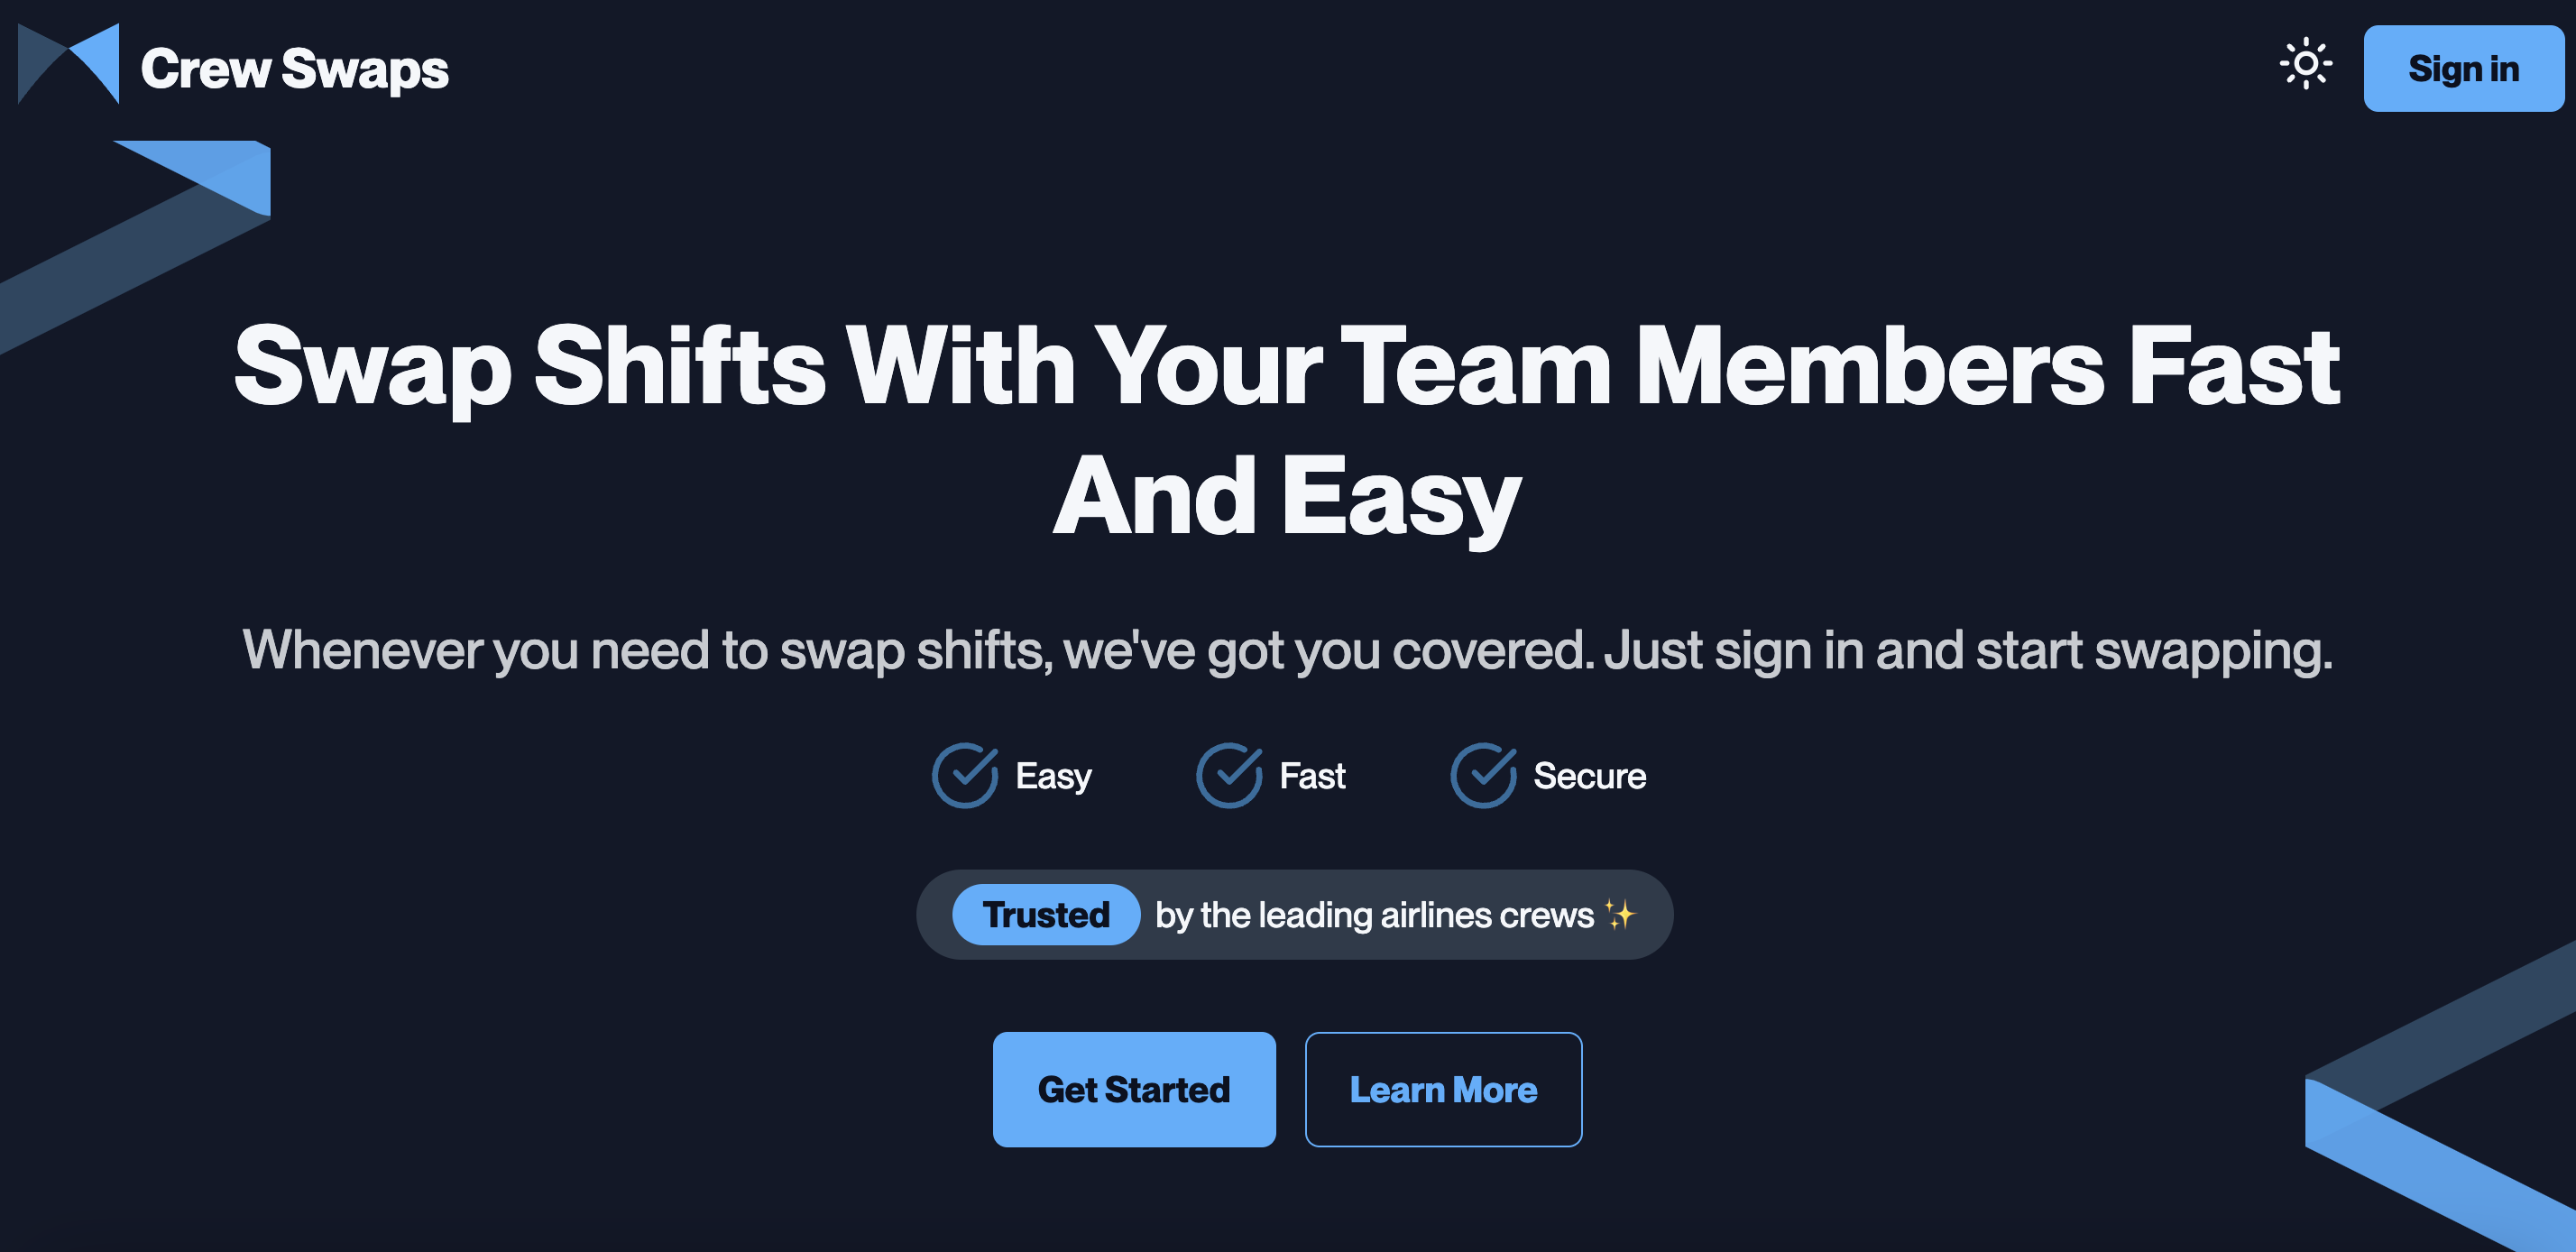 Crew Swaps
Sign in
Swap Shifts With Your Team Members Fast
And Easy
Whenever you need to swap shifts, we've got you covered. Just sign in and start swapping.
Easy
Fast
Secure
Trusted by the leading airlines crews ✨
Get Started
Learn More